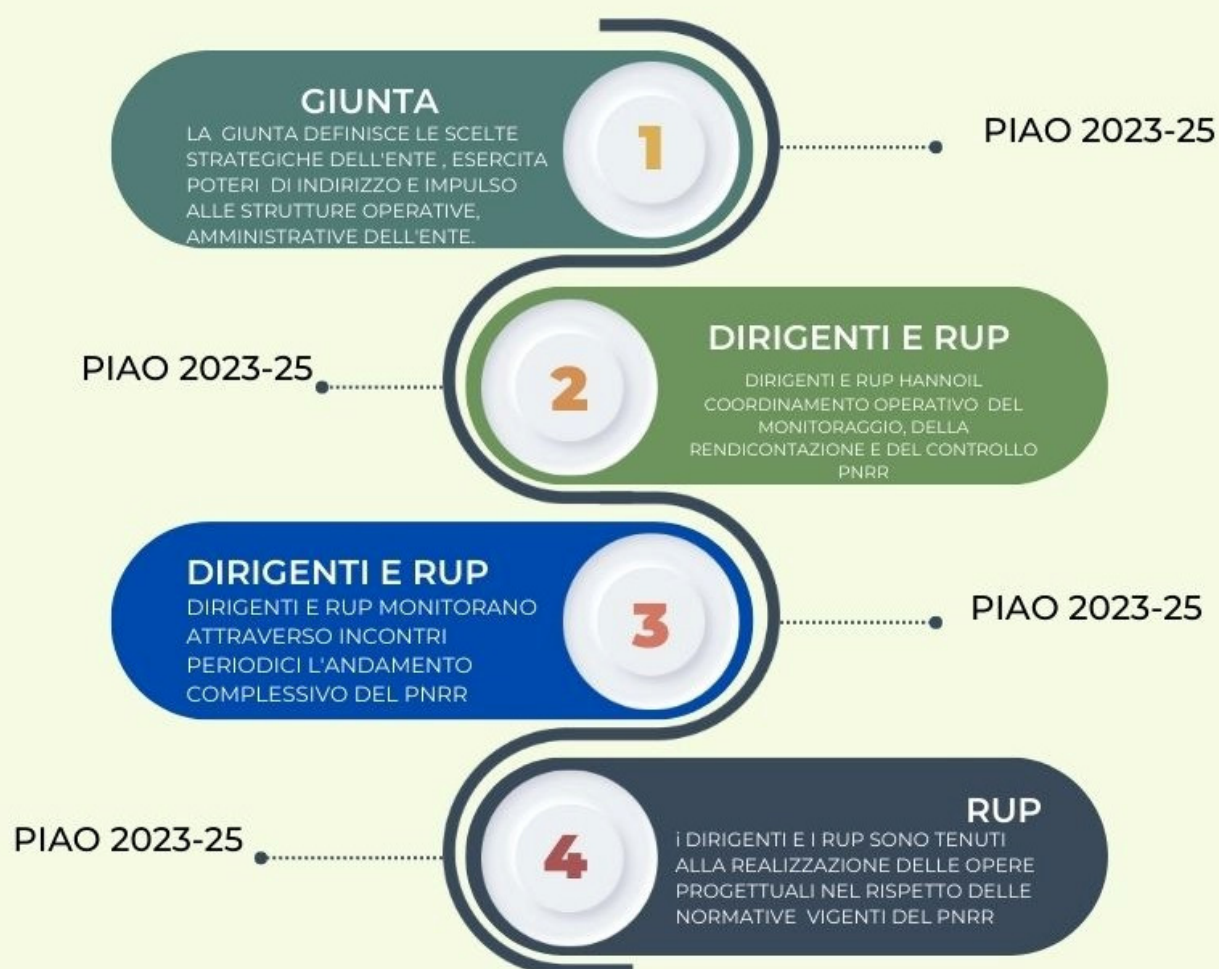 GIUNTA
LA GIUNTA DEFINISCE LE SCELTE
STRATEGICHE DELL'ENTE , ESERCITA
POTERI DI INDIRIZZO E IMPULSO
ALLE STRUTTURE OPERATIVE,
AMMINISTRATIVE DELL'ENTE.
1
PIAO 2023-25
PIAO 2023-25
2
DIRIGENTI E RUP
DIRIGENTI E RUP HANNOIL
COORDINAMENTO OPERATIVO DEL
MONITORAGGIO, DELLA
RENDICONTAZIONE E DEL CONTROLLO
PNRR
DIRIGENTI E RUP
DIRIGENTI E RUP MONITORANO
ATTRAVERSO INCONTRI
PERIODICI L'ANDAMENTO
COMPLESSIVO DEL PNRR
3
PIAO 2023-25
PIAO 2023-25
4
RUP
i DIRIGENTI E I RUP SONO TENUTI
ALLA REALIZZAZIONE DELLE OPERE
PROGETTUALI NEL RISPETTO DELLE
NORMATIVE VIGENTI DEL PNRR